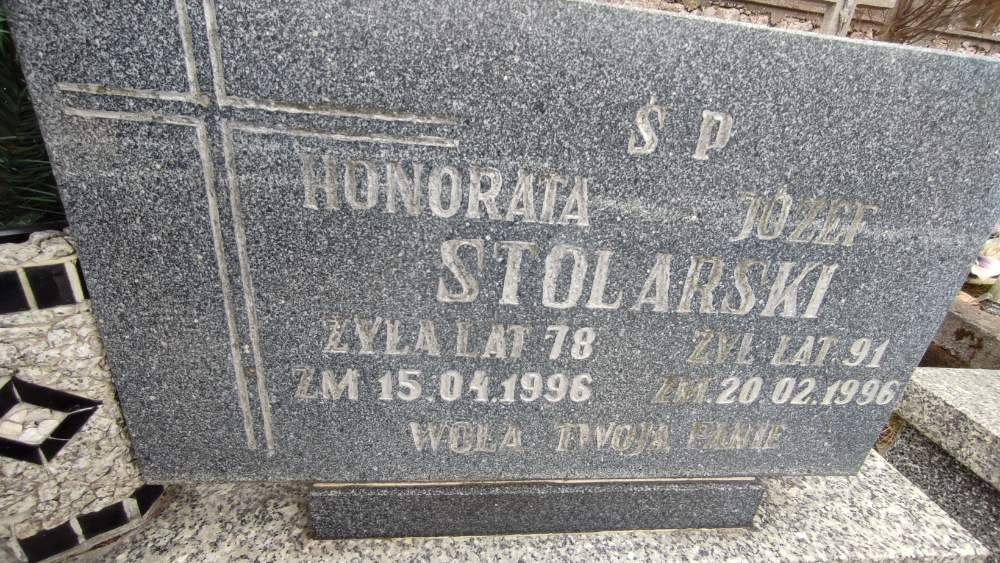 Ś P
HONORATA JÓZEF
STOLARSKI
ŻYŁA LAT 78 ŻYŁ LAT 91
ZM 15.04.1996 ZM. 20 02.1996
WOLA TWOJA PANIE